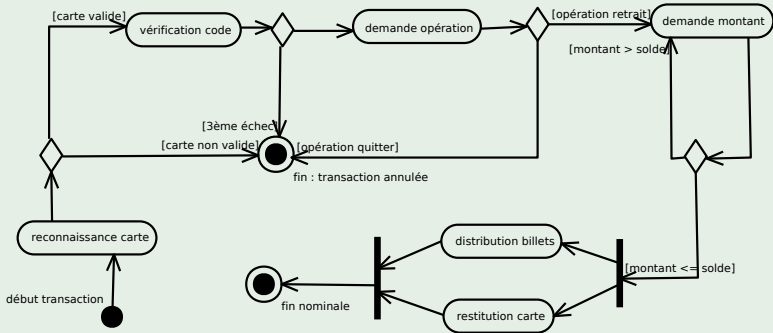 [carte valide]
vérification code
demande opération
[opération retrait]
demande montant
[montant > solde]
[3ème échec]
[carte non valide]
[opération quitter]
fin : transaction annulée
reconnaissance carte
distribution billets
[montant <= solde]
début transaction
fin nominale
restitution carte